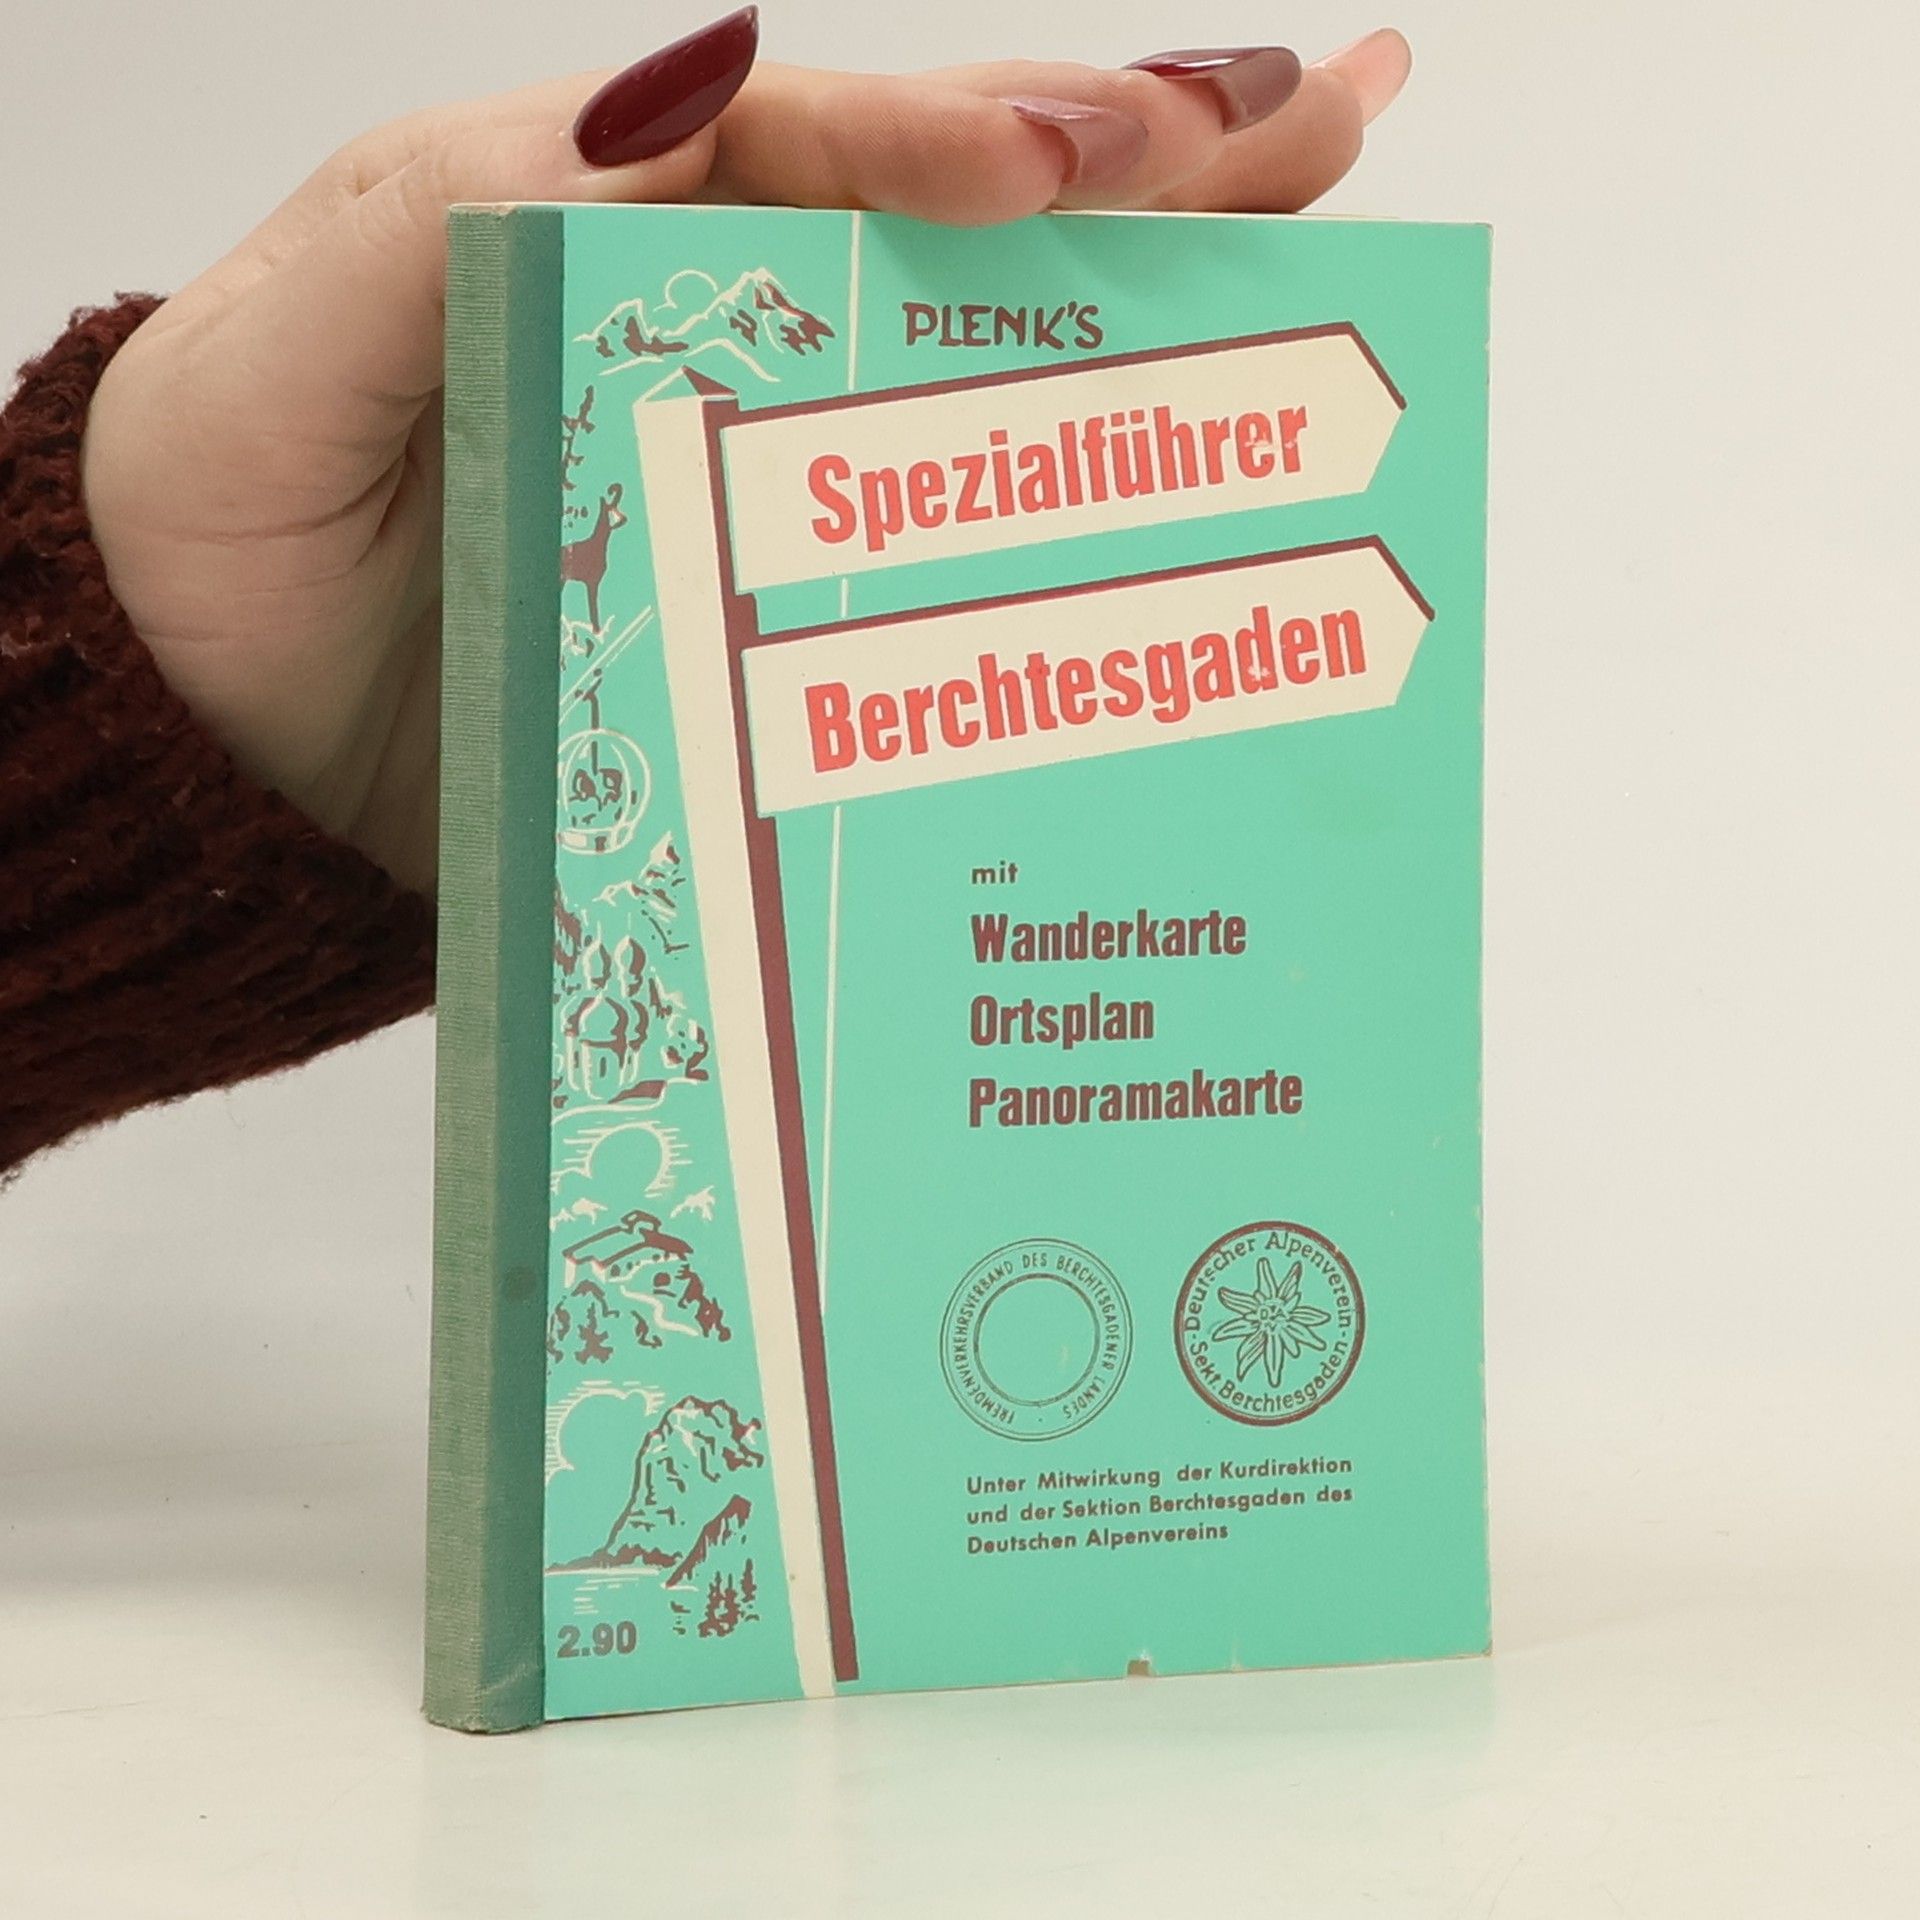 PLENK'S
Spezialführer
Berchtesgaden
mit
Wanderkarte
Ortsplan
Panoramakarte
FREMDENVERKEHRSVERBAND DES BERCHTESGADENER LANDES ·
Deutscher Alpenverein-
-Sekt. Berchtesgaden-
DAV
Unter Mitwirkung der Kurdirektion
und der Sektion Berchtesgaden des
Deutschen Alpenvereins
2.90